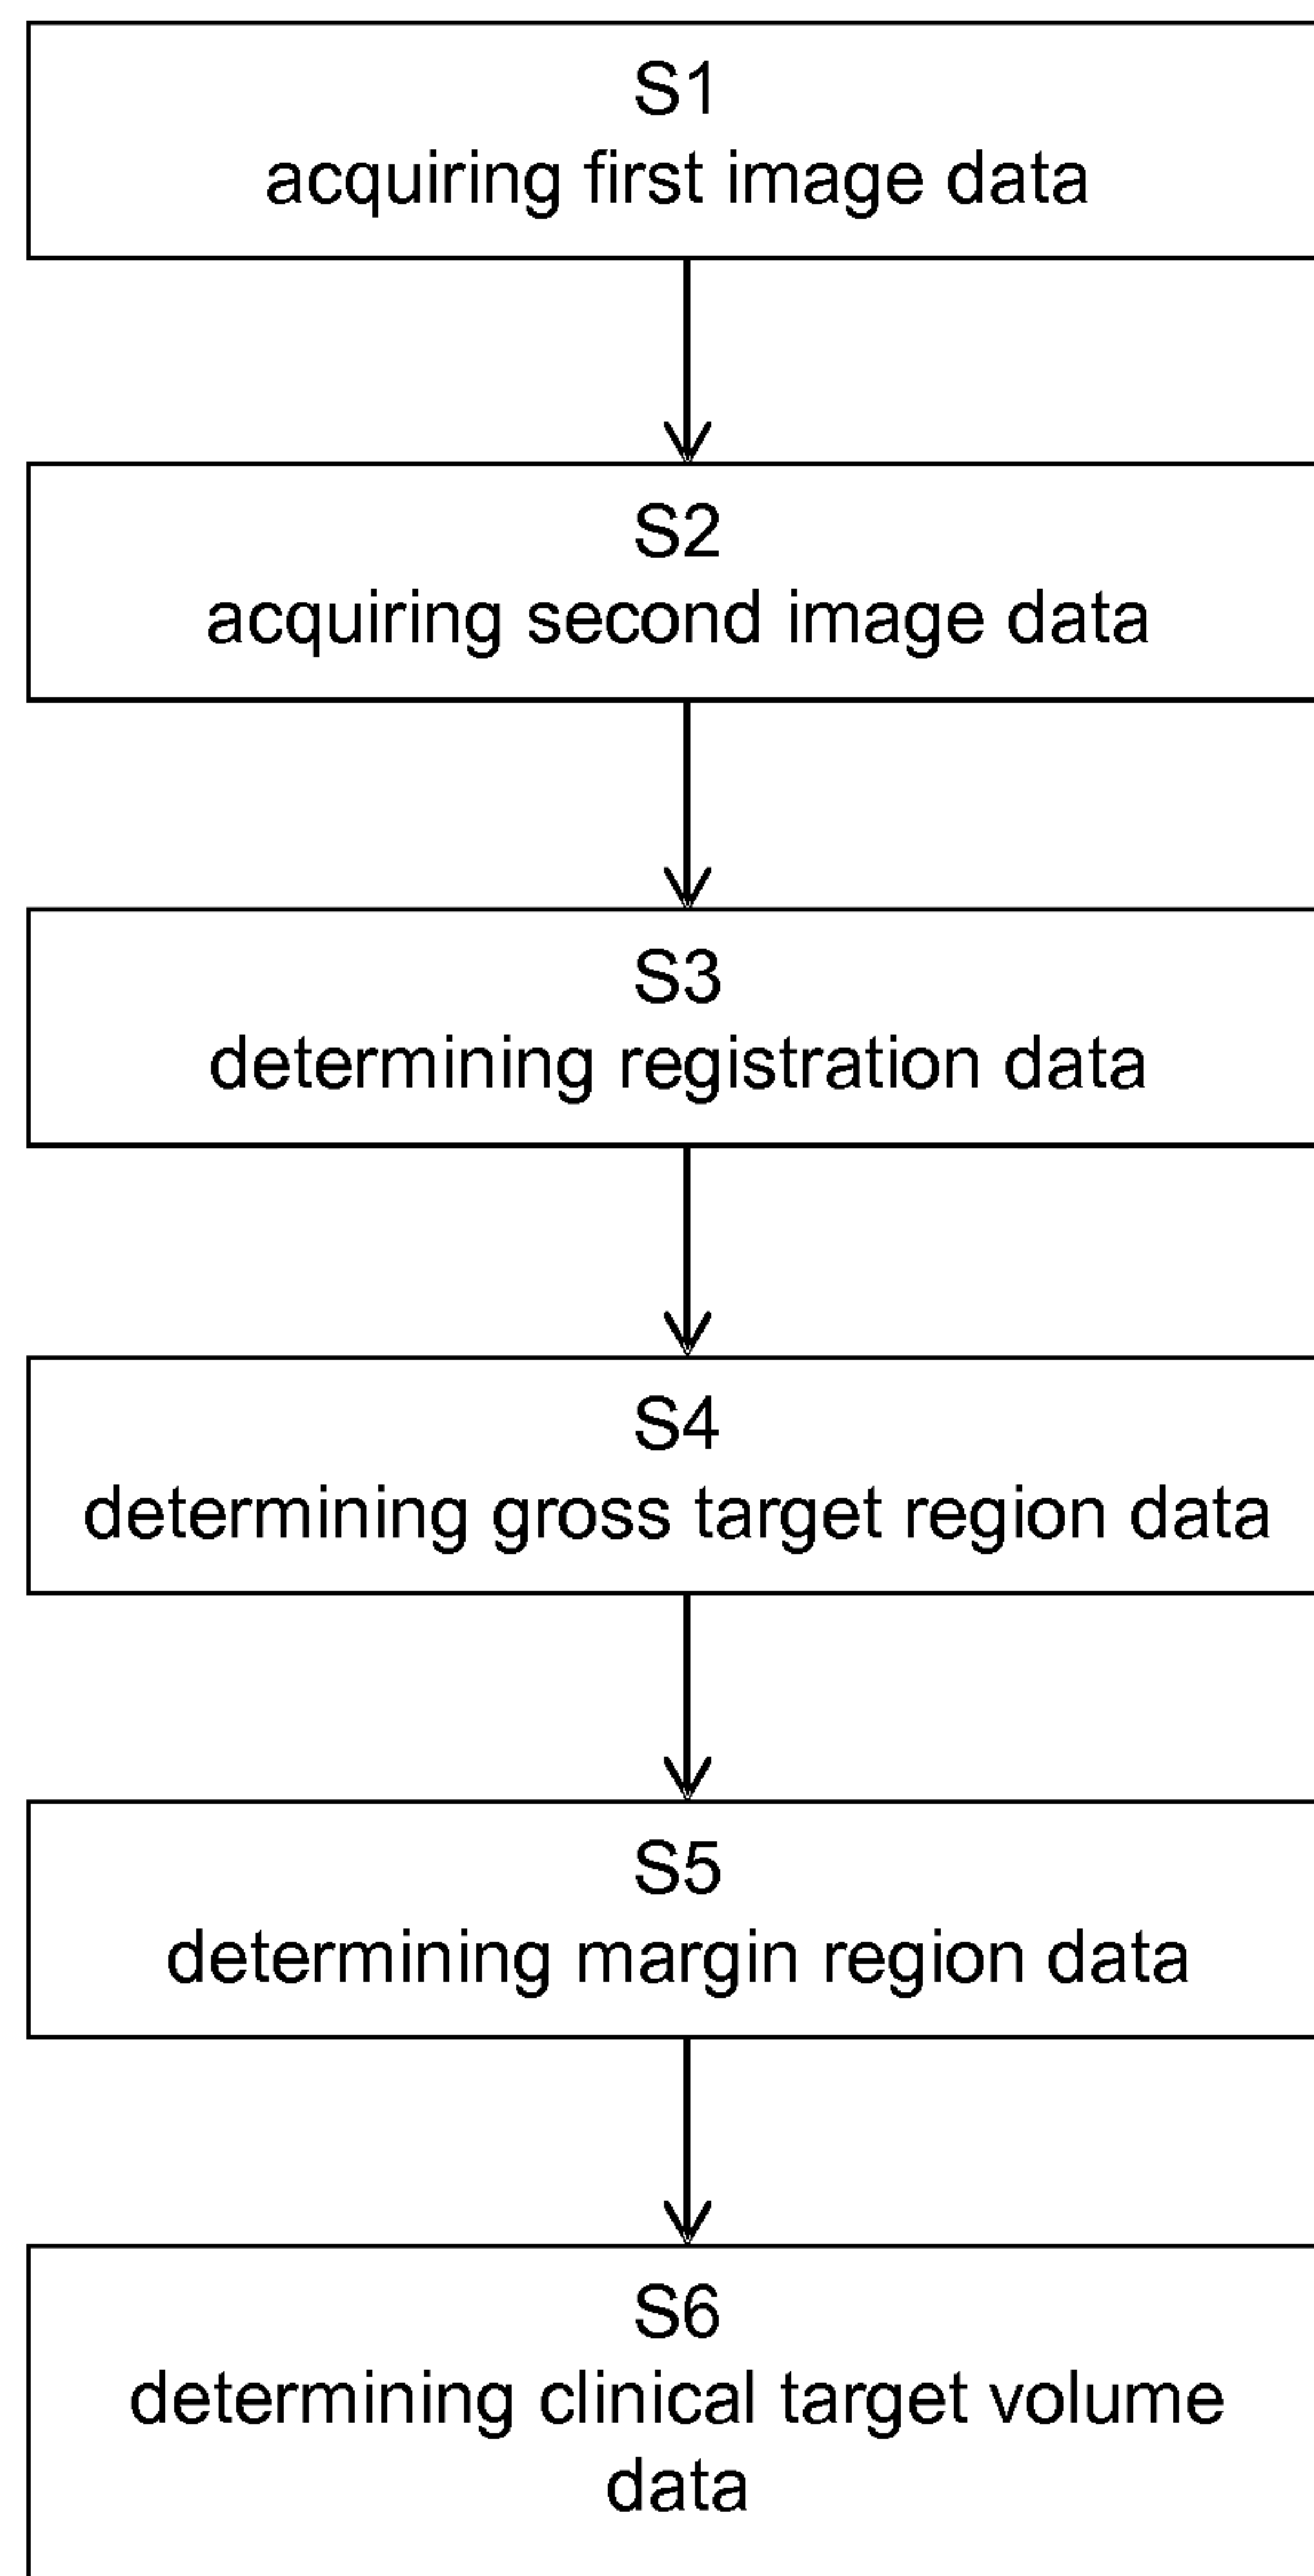 S1
acquiring first image data
S2
acquiring second image data
S3
determining registration data
S4
determining gross target region data
S5
determining margin region data
S6
determining clinical target volume
data